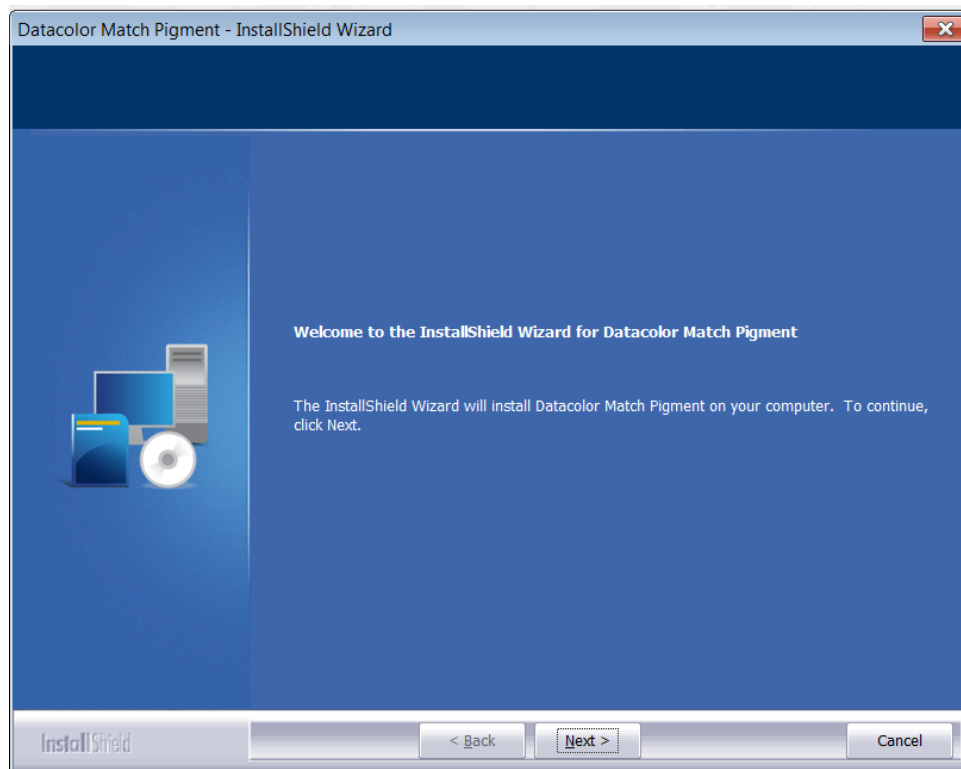 Datacolor Match Pigment - InstallShield Wizard
Welcome to the InstallShield Wizard for Datacolor Match Pigment
The InstallShield Wizard will install Datacolor Match Pigment on your computer.  To continue,
click Next.
InstallShield
< Back
Next >
Cancel